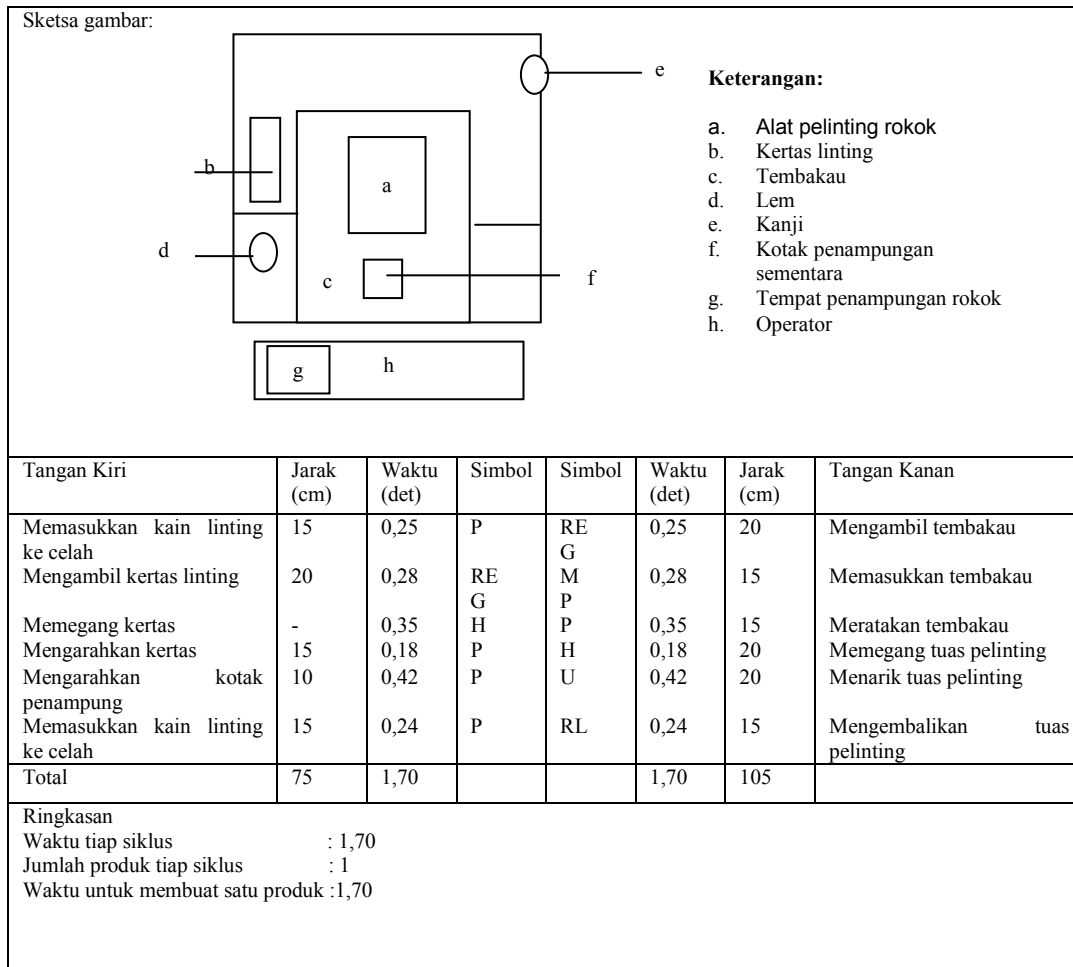 Sketsa gambar:
e
Keterangan:
a. Alat pelinting rokok
b. Kertas linting
c. Tembakau
d. Lem
e. Kanji
f. Kotak penampungan
sementara
g. Tempat penampungan rokok
h. Operator
b
a
d
c
f
g
h
Tangan Kiri Jarak (cm) Waktu (det) Simbol Simbol Waktu (det) Jarak (cm) Tangan Kanan
Memasukkan kain linting ke celah 15 0,25 P RE G 0,25 20 Mengambil tembakau
Mengambil kertas linting 20 0,28 RE G M P 0,28 15 Memasukkan tembakau
Memegang kertas - 0,35 H P 0,35 15 Meratakan tembakau
Mengarahkan kertas 15 0,18 P H 0,18 20 Memegang tuas pelinting
Mengarahkan kotak penampung 10 0,42 P U 0,42 20 Menarik tuas pelinting
Memasukkan kain linting ke celah 15 0,24 P RL 0,24 15 Mengembalikan tuas pelinting
Total 75 1,70 1,70 105
Ringkasan
Waktu tiap siklus : 1,70
Jumlah produk tiap siklus : 1
Waktu untuk membuat satu produk :1,70